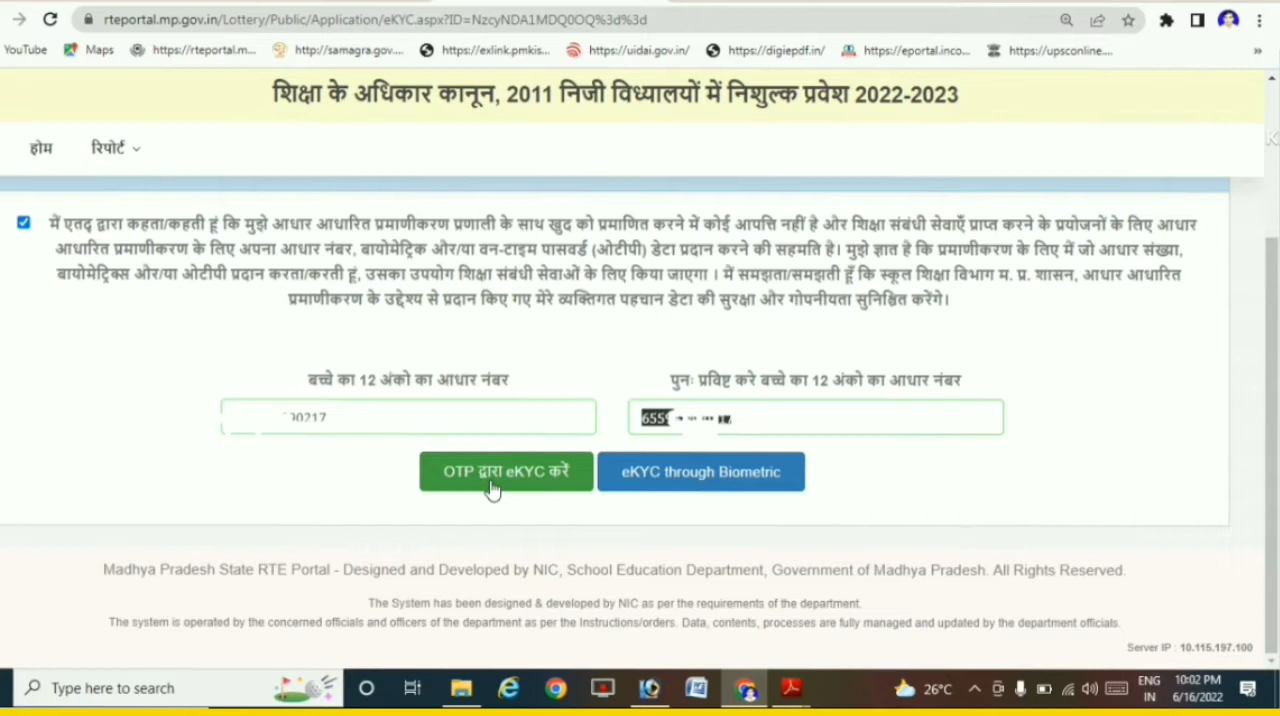 rteportal.mp.gov.in/Lottery/Public/Application/eKYC.aspx?ID=NzcyNDA1MDQ0OQ%3d%3d
YouTube Maps https://rteportal.m... http://samagra.gov.... https://exlink.pmkis... https://uidai.gov.in/ https://digiepdf.in/ https://eportal.inco... https://upsconline.... »
शिक्षा के अधिकार कानून, 2011 निजी विध्यालयों में निशुल्क प्रवेश 2022-2023
होम रिपोर्ट
में एतद् द्वारा कहता/कहती हूं कि मुझे आधार आधारित प्रमाणीकरण प्रणाली के साथ खुद को प्रमाणित करने में कोई आपत्ति नहीं है और शिक्षा संबंधी सेवाएँ प्राप्त करने के प्रयोजनों के लिए आधार
आधारित प्रमाणीकरण के लिए अपना आधार नंबर, बायोमेट्रिक और/या वन-टाइम पासवर्ड (ओटीपी) डेटा प्रदान करने की सहमति है। मुझे ज्ञात है कि प्रमाणीकरण के लिए में जो आधार संख्या,
बायोमेट्रिक्स और/या ओटीपी प्रदान करता/करती हूं, उसका उपयोग शिक्षा संबंधी सेवाओं के लिए किया जाएगा । में समझता/समझती हूँ कि स्कूल शिक्षा विभाग म. प्र. शासन, आधार आधारित
प्रमाणीकरण के उद्देश्य से प्रदान किए गए मेरे व्यक्तिगत पहचान डेटा की सुरक्षा और गोपनीयता सुनिश्चित करेंगे।
बच्चे का 12 अंको का आधार नंबर पुनः प्रविष्ट करे बच्चे का 12 अंको का आधार नंबर
0217 655
OTP द्वारा eKYC करें eKYC through Biometric
Madhya Pradesh State RTE Portal - Designed and Developed by NIC, School Education Department, Government of Madhya Pradesh. All Rights Reserved.
The System has been designed & developed by NIC as per the requirements of the department.
The system is operated by the concerned officials and officers of the department as per the Instructions/orders. Data, contents, processes are fully managed and updated by the department officials.
Server IP : 10.115.197.100
Type here to search 26°C ENG 10:02 PM
IN 6/16/2022